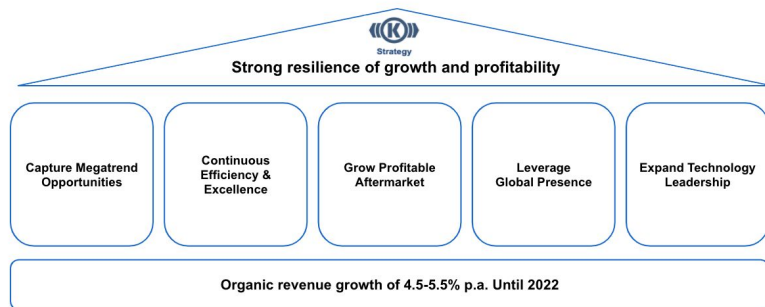 K
Strategy
Strong resilience of growth and profitability
Capture Megatrend
Opportunities
Continuous
Efficiency &
Excellence
Grow Profitable
Aftermarket
Leverage
Global Presence
Expand Technology
Leadership
Organic revenue growth of 4.5-5.5% p.a. Until 2022